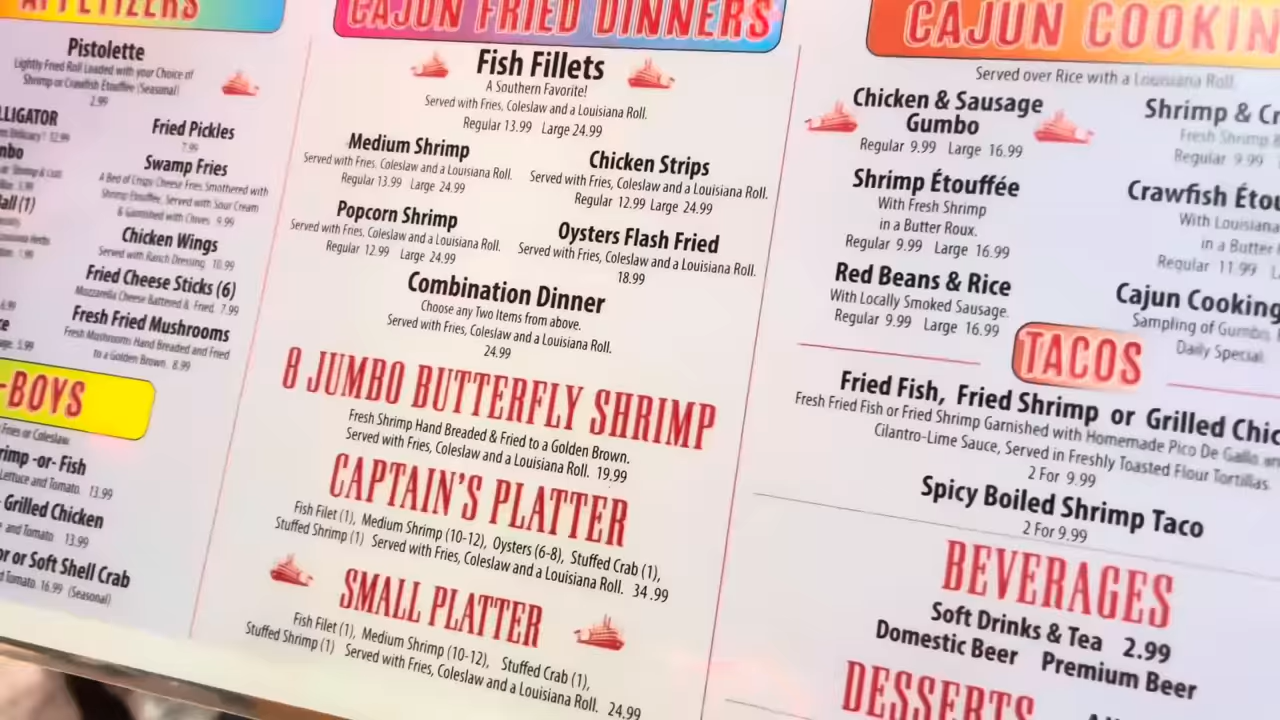 APPETIZERS
Pistolette
Lightly Fried Roll Loaded with your Choice of
Shrimp or Crawfish Étouffée (Seasonal)
2.99
LLIGATOR
12.99
Fried Pickles
7.99
Swamp Fries
A Bed of Crispy Cheese Fries Smothered with
Shrimp Étouffée, Served with Sour Cream
& Garnished with Chives 9.99
all (1)
Chicken Wings
Served with Ranch Dressing 10.99
Fried Cheese Sticks (6)
Mozzarella Cheese Battered & Fried. 7.99
Fresh Fried Mushrooms
Fresh Mushrooms Hand Breaded and Fried
to a Golden Brown. 8.99
-BOYS
Fries or Coleslaw
rimp -or- Fish
Lettuce and Tomato. 13.99
Grilled Chicken
and Tomato 13.99
or or Soft Shell Crab
Tomato. 16.99 (Seasonal)
CAJUN FRIED DINNERS
Fish Fillets
A Southern Favorite!
Served with Fries, Coleslaw and a Louisiana Roll.
Regular 13.99 Large 24.99
Medium Shrimp
Served with Fries, Coleslaw and a Louisiana Roll.
Regular 13.99 Large 24.99
Chicken Strips
Served with Fries, Coleslaw and a Louisiana Roll.
Regular 12.99 Large 24.99
Popcorn Shrimp
Served with Fries, Coleslaw and a Louisiana Roll.
Regular 12.99 Large 24.99
Oysters Flash Fried
Served with Fries, Coleslaw and a Louisiana Roll.
18.99
Combination Dinner
Choose any Two Items from above.
Served with Fries, Coleslaw and a Louisiana Roll.
24.99
8 JUMBO BUTTERFLY SHRIMP
Fresh Shrimp Hand Breaded & Fried to a Golden Brown.
Served with Fries, Coleslaw and a Louisiana Roll. 19.99
CAPTAIN'S PLATTER
Fish Filet (1), Medium Shrimp (10-12), Oysters (6-8), Stuffed Crab (1),
Stuffed Shrimp (1) Served with Fries, Coleslaw and a Louisiana Roll. 34.99
SMALL PLATTER
Fish Filet (1), Medium Shrimp (10-12), Stuffed Crab (1),
Stuffed Shrimp (1) Served with Fries, Coleslaw and a Louisiana Roll. 24.99
CAJUN COOKIN
Served over Rice with a Louisiana Roll.
Chicken & Sausage
Gumbo
Regular 9.99 Large 16.99
Shrimp & Cr
Fresh Shrimp
Regular 9.99
Shrimp Étouffée
With Fresh Shrimp
in a Butter Roux.
Regular 9.99 Large 16.99
Crawfish Étou
With Louisiana
in a Butter
Regular 11.99
Red Beans & Rice
With Locally Smoked Sausage.
Regular 9.99 Large 16.99
Cajun Cooking
Sampling of Gumbo,
Daily Special.
TACOS
Fried Fish, Fried Shrimp or Grilled Chic
Fresh Fried Fish or Fried Shrimp Garnished with Homemade Pico De Gallo an
Cilantro-Lime Sauce, Served in Freshly Toasted Flour Tortillas.
2 For 9.99
Spicy Boiled Shrimp Taco
2 For 9.99
BEVERAGES
Soft Drinks & Tea 2.99
Domestic Beer Premium Beer
DESSERTS